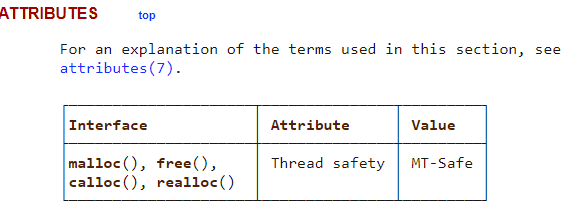 ATTRIBUTES top
For an explanation of the terms used in this section, see
attributes(7).
Interface Attribute Value
malloc(), free(), Thread safety MT-Safe
calloc(), realloc()